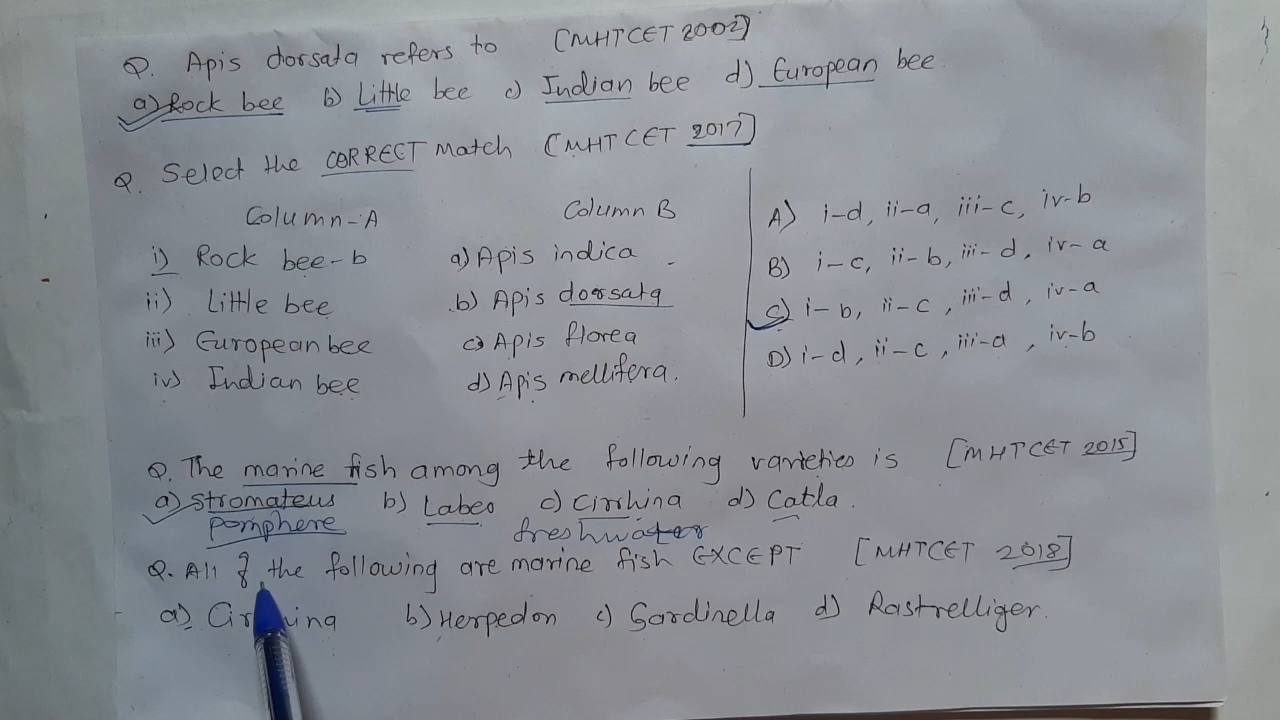 Q. Apis dorsata refers to [MHTCET 2002]
a) Rock bee b) Little bee c) Indian bee d) European bee
Q. Select the CORRECT Match [MHT CET 2017]
Column-A Column B
i) Rock bee-b a) Apis indica
ii) Little bee b) Apis dorsata
iii) European bee c) Apis florea
iv) Indian bee d) Apis mellifera.
A) i-d, ii-a, iii-c, iv-b
B) i-c, ii-b, iii-d, iv-a
C) i-b, ii-c, iii-d, iv-a
D) i-d, ii-c, iii-a, iv-b
Q. The marine fish among the following varieties is [MHTCET 2015]
a) Stromateus b) Labeo c) Cirrhina d) Catla.
Pomphere freshwater
Q. All of the following are marine fish EXCEPT [MHTCET 2018]
a) b) Herpedon c) Sardinella d) Rastrelliger.